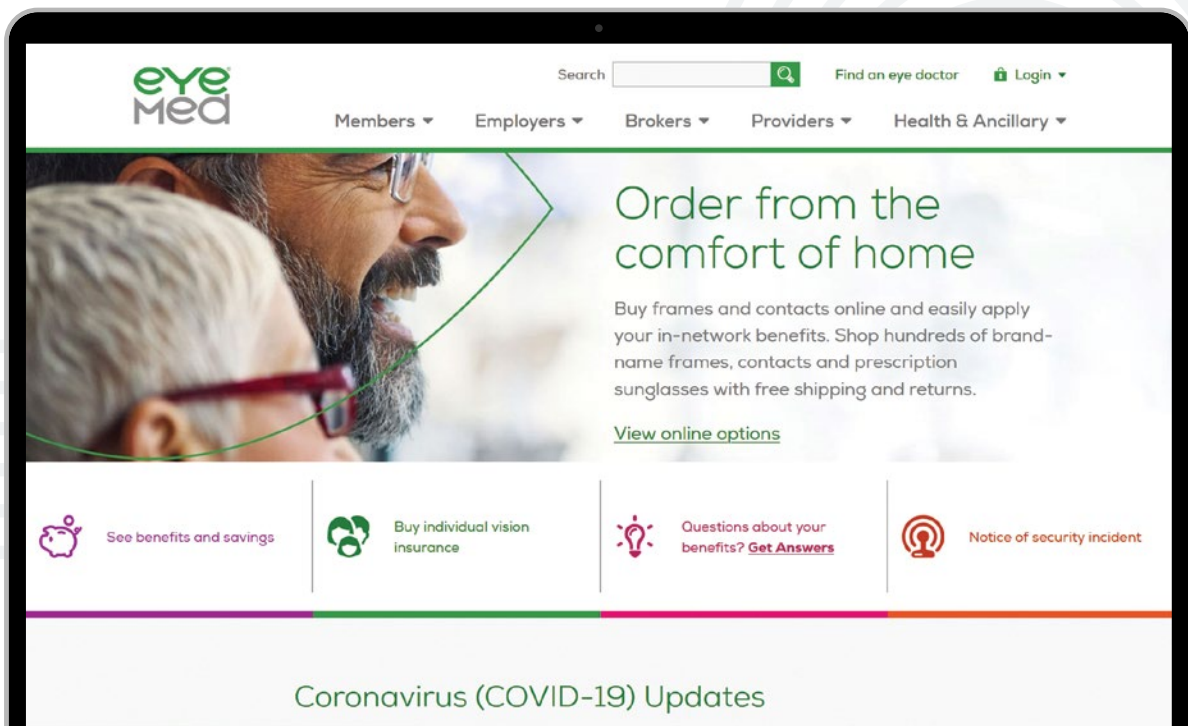 eye
Med
Search
Find an eye doctor
Login
Members
Employers
Brokers
Providers
Health & Ancillary
Order from the
comfort of home
Buy frames and contacts online and easily apply
your in-network benefits. Shop hundreds of brand-
name frames, contacts and prescription
sunglasses with free shipping and returns.
View online options
See benefits and savings
Buy individual vision
insurance
Questions about your
benefits? Get Answers
Notice of security incident
Coronavirus (COVID-19) Updates